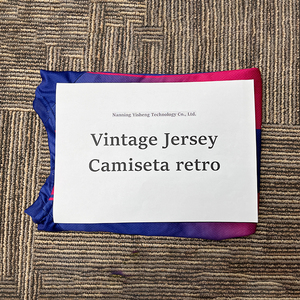 Nanning Yisheng Technology Co., Ltd.
Vintage Jersey
Camiseta retro